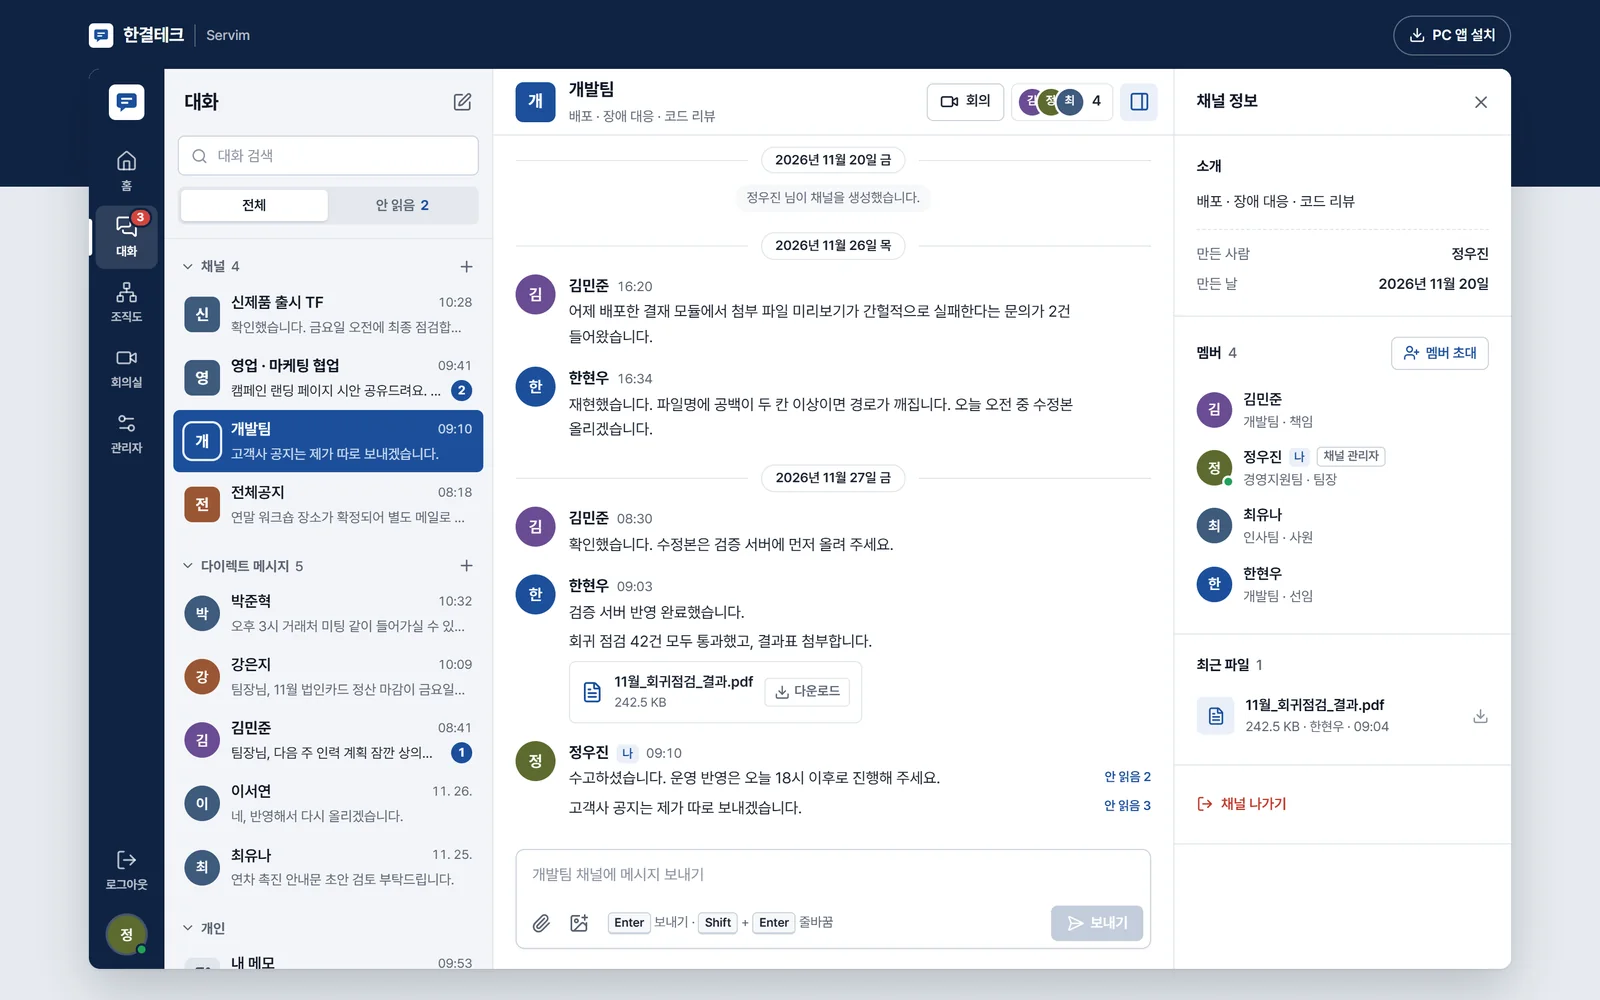 한결테크
Servim
PC 앱 설치
홈
3
대화
조직도
회의실
관리자
로그아웃
정
대화
대화 검색
전체
안 읽음 2
채널 4
신
신제품 출시 TF
10:28
확인했습니다. 금요일 오전에 최종 점검합...
영
영업 · 마케팅 협업
09:41
캠페인 랜딩 페이지 시안 공유드려요. ...
2
개
개발팀
09:10
고객사 공지는 제가 따로 보내겠습니다.
전
전체공지
08:18
연말 워크숍 장소가 확정되어 별도 메일로 ...
다이렉트 메시지 5
박
박준혁
10:32
오후 3시 거래처 미팅 같이 들어가실 수 있...
강
강은지
10:09
팀장님, 11월 법인카드 정산 마감이 금요일...
김
김민준
08:41
팀장님, 다음 주 인력 계획 잠깐 상의...
1
이
이서연
11. 26.
네, 반영해서 다시 올리겠습니다.
최
최유나
11. 25.
연차 촉진 안내문 초안 검토 부탁드립니다.
개인
내 메모
09:53
개
개발팀
배포 · 장애 대응 · 코드 리뷰
회의
김 정 최 4
2026년 11월 20일 금
정우진 님이 채널을 생성했습니다.
2026년 11월 26일 목
김
김민준 16:20
어제 배포한 결재 모듈에서 첨부 파일 미리보기가 간헐적으로 실패한다는 문의가 2건
들어왔습니다.
한
한현우 16:34
재현했습니다. 파일명에 공백이 두 칸 이상이면 경로가 깨집니다. 오늘 오전 중 수정본
올리겠습니다.
2026년 11월 27일 금
김
김민준 08:30
확인했습니다. 수정본은 검증 서버에 먼저 올려 주세요.
한
한현우 09:03
검증 서버 반영 완료했습니다.
회귀 점검 42건 모두 통과했고, 결과표 첨부합니다.
11월_회귀점검_결과.pdf
242.5 KB
다운로드
정
정우진 나 09:10
수고하셨습니다. 운영 반영은 오늘 18시 이후로 진행해 주세요.
안 읽음 2
고객사 공지는 제가 따로 보내겠습니다.
안 읽음 3
개발팀 채널에 메시지 보내기
Enter 보내기 · Shift + Enter 줄바꿈
보내기
채널 정보
소개
배포 · 장애 대응 · 코드 리뷰
만든 사람
정우진
만든 날
2026년 11월 20일
멤버 4
멤버 초대
김
김민준
개발팀 · 책임
정
정우진 나 채널 관리자
경영지원팀 · 팀장
최
최유나
인사팀 · 사원
한
한현우
개발팀 · 선임
최근 파일 1
11월_회귀점검_결과.pdf
242.5 KB · 한현우 · 09:04
채널 나가기